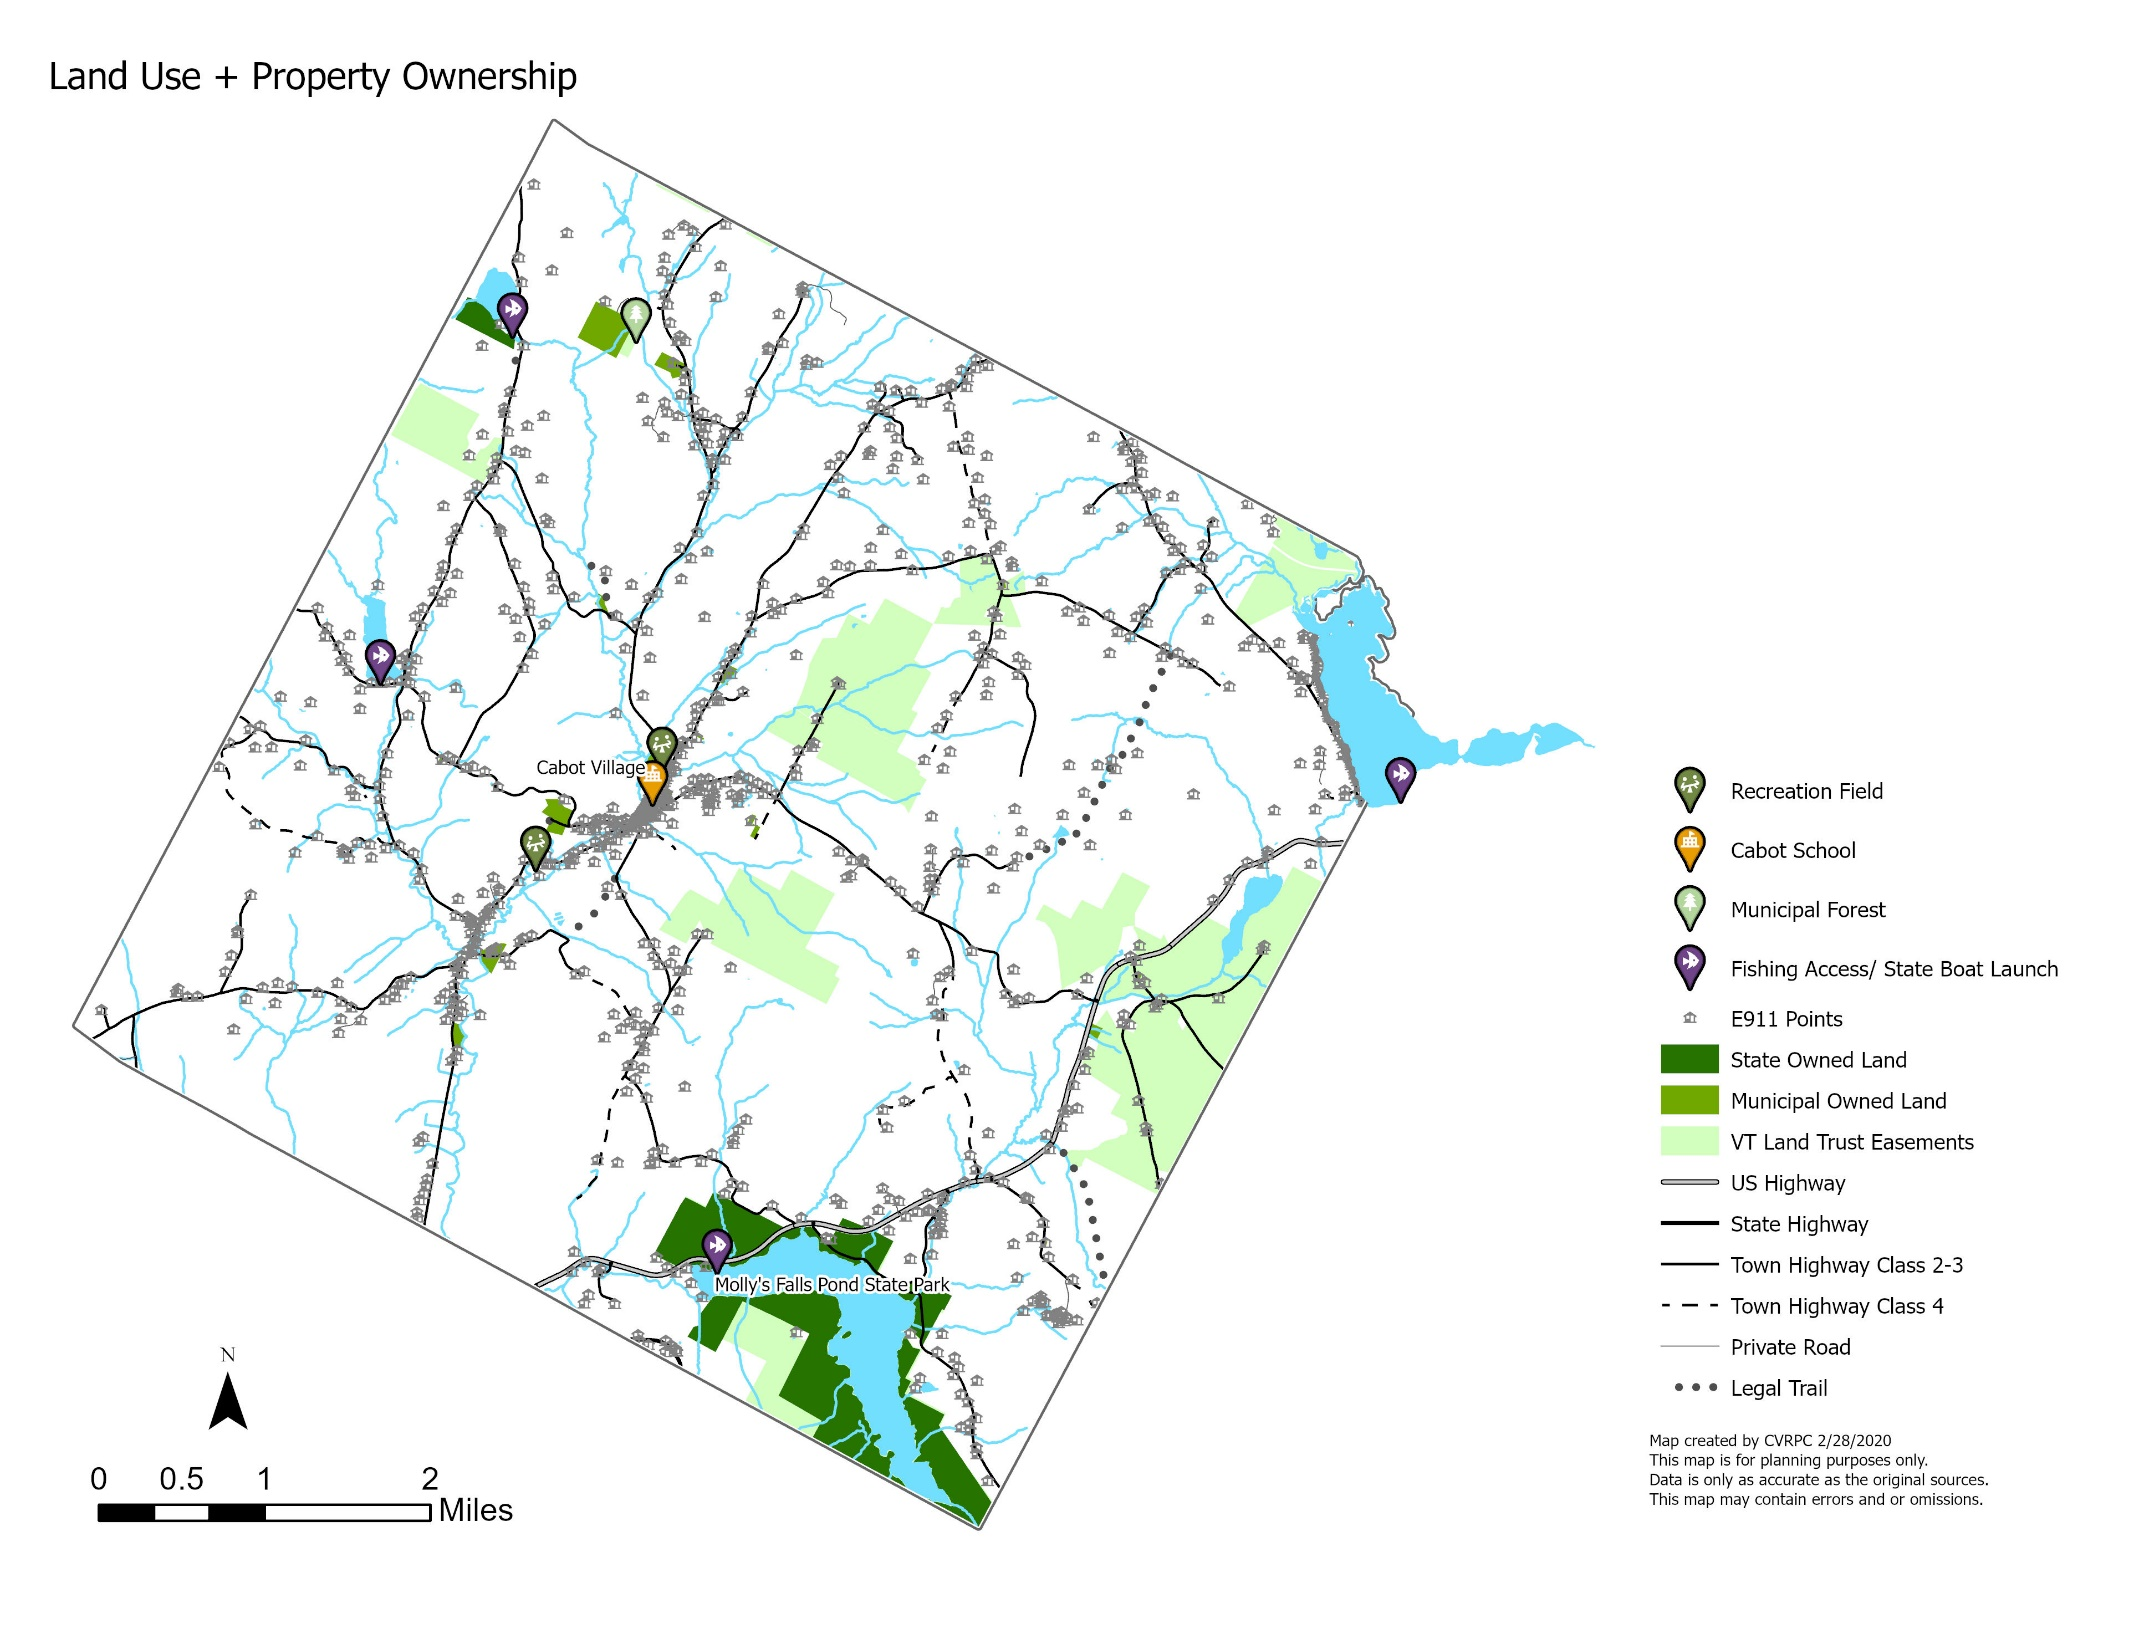 Land Use + Property Ownership
Cabot Village
Molly's Falls Pond State Park
Recreation Field
Cabot School
Municipal Forest
Fishing Access/ State Boat Launch
E911 Points
State Owned Land
Municipal Owned Land
VT Land Trust Easements
US Highway
State Highway
Town Highway Class 2-3
Town Highway Class 4
Private Road
Legal Trail
Map created by CVRPC 2/28/2020
This map is for planning purposes only.
Data is only as accurate as the original sources.
This map may contain errors and or omissions.
N
0 0.5 1 2
Miles